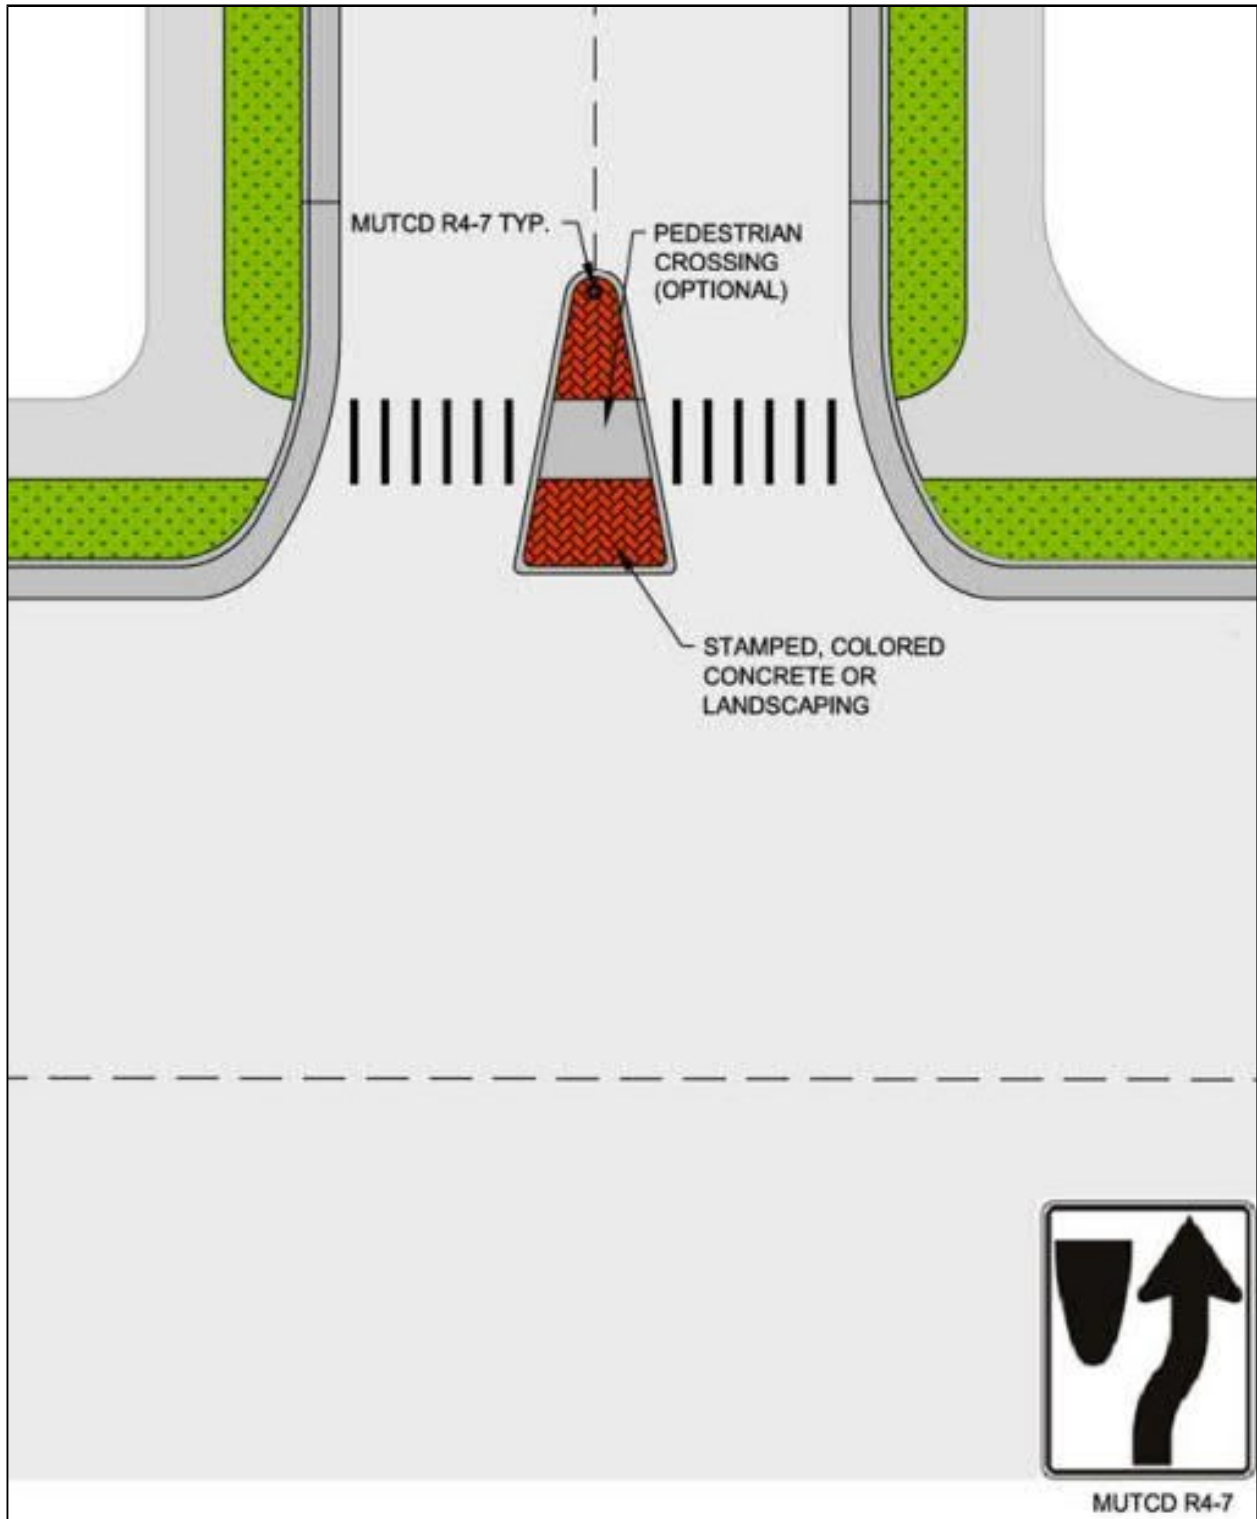 MUTCD R4-7 TYP.
PEDESTRIAN
CROSSING
(OPTIONAL)
STAMPED, COLORED
CONCRETE OR
LANDSCAPING
MUTCD R4-7